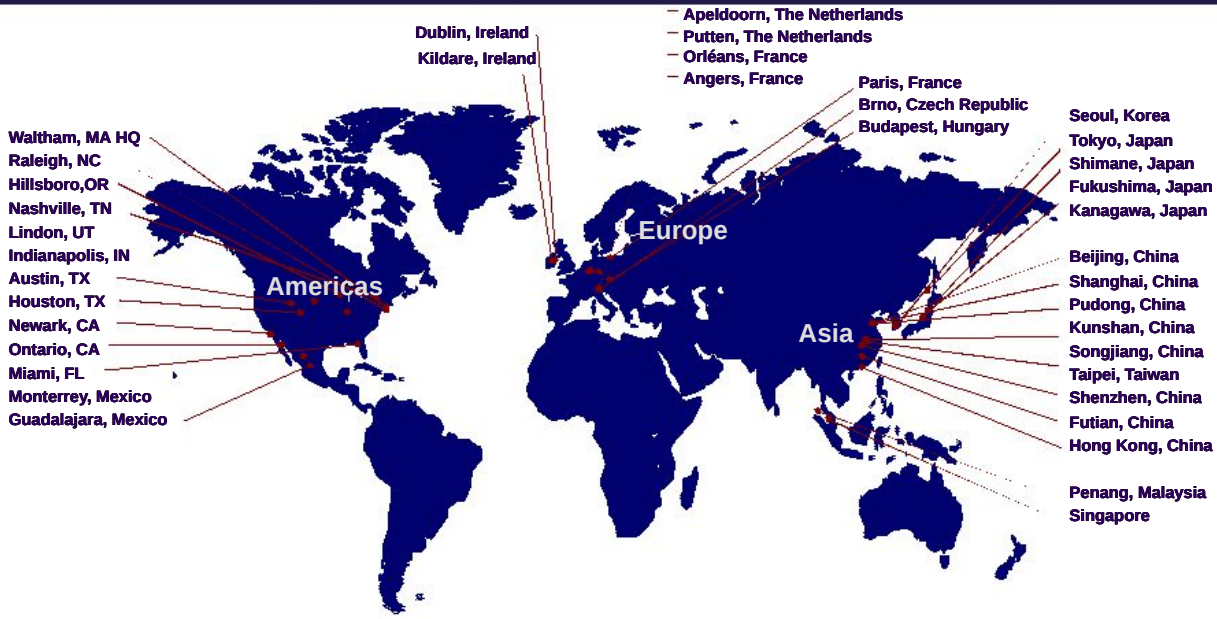 Apeldoorn, The Netherlands
Putten, The Netherlands
Orléans, France
Angers, France
Dublin, Ireland
Kildare, Ireland
Paris, France
Brno, Czech Republic
Budapest, Hungary
Waltham, MA HQ
Raleigh, NC
Hillsboro,OR
Nashville, TN
Lindon, UT
Indianapolis, IN
Austin, TX
Houston, TX
Newark, CA
Ontario, CA
Miami, FL
Monterrey, Mexico
Guadalajara, Mexico
Americas
Europe
Asia
Seoul, Korea
Tokyo, Japan
Shimane, Japan
Fukushima, Japan
Kanagawa, Japan
Beijing, China
Shanghai, China
Pudong, China
Kunshan, China
Songjiang, China
Taipei, Taiwan
Shenzhen, China
Futian, China
Hong Kong, China
Penang, Malaysia
Singapore